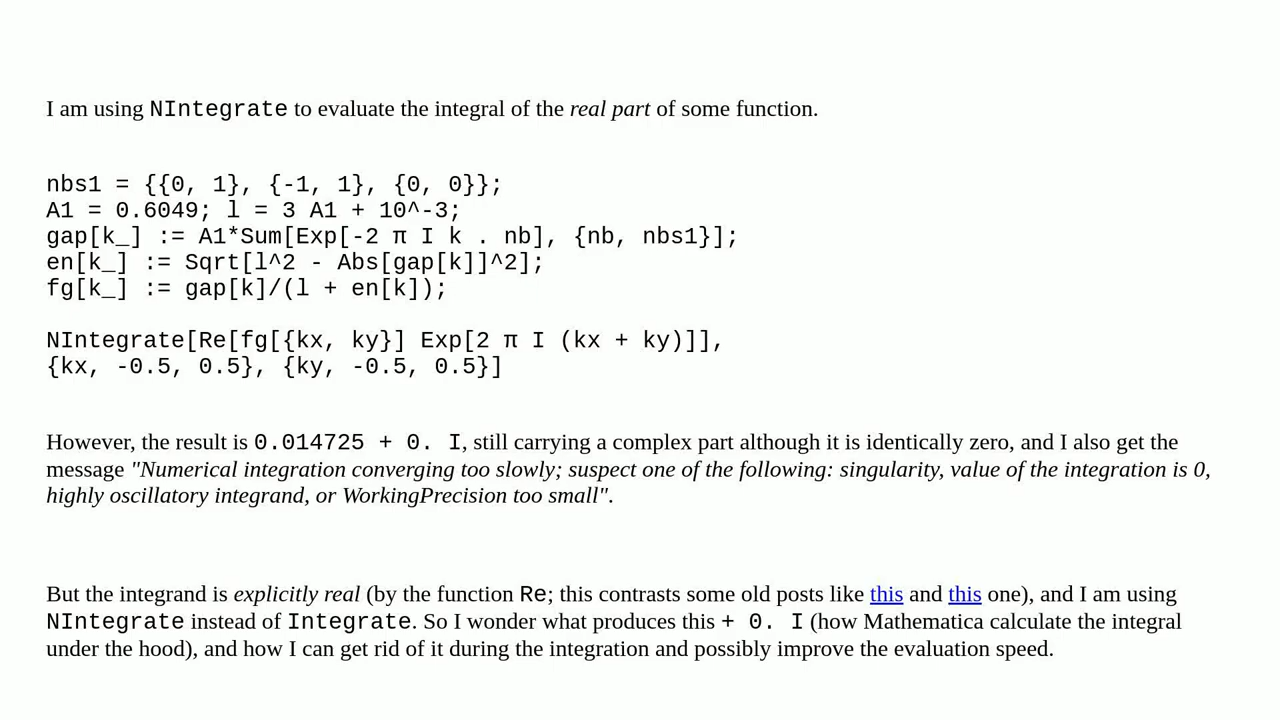 I am using NIntegrate to evaluate the integral of the real part of some function.
nbs1 = {{0, 1}, {-1, 1}, {0, 0}};
A1 = 0.6049; l = 3 A1 + 10^-3;
gap[k_] := A1*Sum[Exp[-2 π I k . nb], {nb, nbs1}];
en[k_] := Sqrt[l^2 - Abs[gap[k]]^2];
fg[k_] := gap[k]/(l + en[k]);
NIntegrate[Re[fg[{kx, ky}] Exp[2 π I (kx + ky)]],
{kx, -0.5, 0.5}, {ky, -0.5, 0.5}]
However, the result is 0.014725 + 0. I, still carrying a complex part although it is identically zero, and I also get the
message "Numerical integration converging too slowly; suspect one of the following: singularity, value of the integration is 0,
highly oscillatory integrand, or WorkingPrecision too small".
But the integrand is explicitly real (by the function Re; this contrasts some old posts like this and this one), and I am using
NIntegrate instead of Integrate. So I wonder what produces this + 0. I (how Mathematica calculate the integral
under the hood), and how I can get rid of it during the integration and possibly improve the evaluation speed.